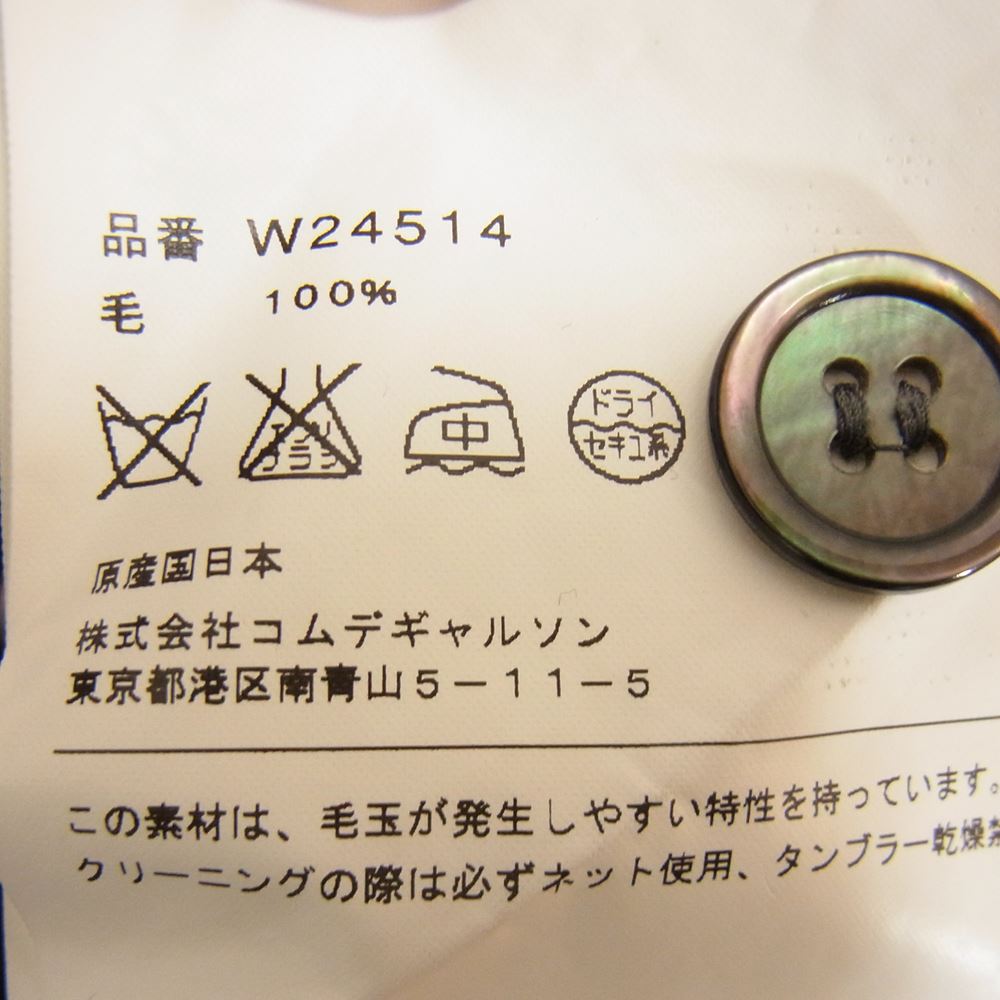 品番 W24514
毛 100%
中
ドライ
セキユ系
原産国日本
株式会社コムデギャルソン
東京都港区南青山5-11-5
この素材は、毛玉が発生しやすい特性を持っています。
クリーニングの際は必ずネット使用、タンブラー乾燥禁